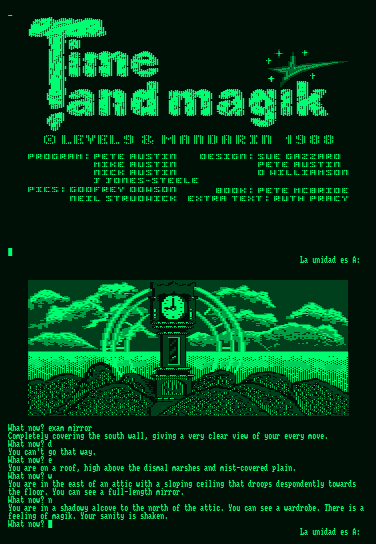 Time
and magik
©LEVEL9 & MANDARIN 1988
PROGRAM: PETE AUSTIN DESIGN: SUE GAZZARD
MIKE AUSTIN PETE AUSTIN
NICK AUSTIN O WILLIAMSON
J JONES-STEELE
PICS: GODFREY DOWSON BOOK: PETE MCBRIDE
NEIL STRUDWICK EXTRA TEXT: RUTH PRACY
La unidad es A:
What now? exam mirror
Completely covering the south wall, giving a very clear view of your every move.
What now? d
You can't go that way.
What now? e
You are on a roof, high above the dismal marshes and mist-covered plain.
What now? w
You are in the east of an attic with a sloping ceiling that droops despondently towards
the floor. You can see a full-length mirror.
What now? n
You are in a shadowy alcove to the north of the attic. You can see a wardrobe. There is a
feeling of magik. Your sanity is shaken.
What now?
La unidad es A: